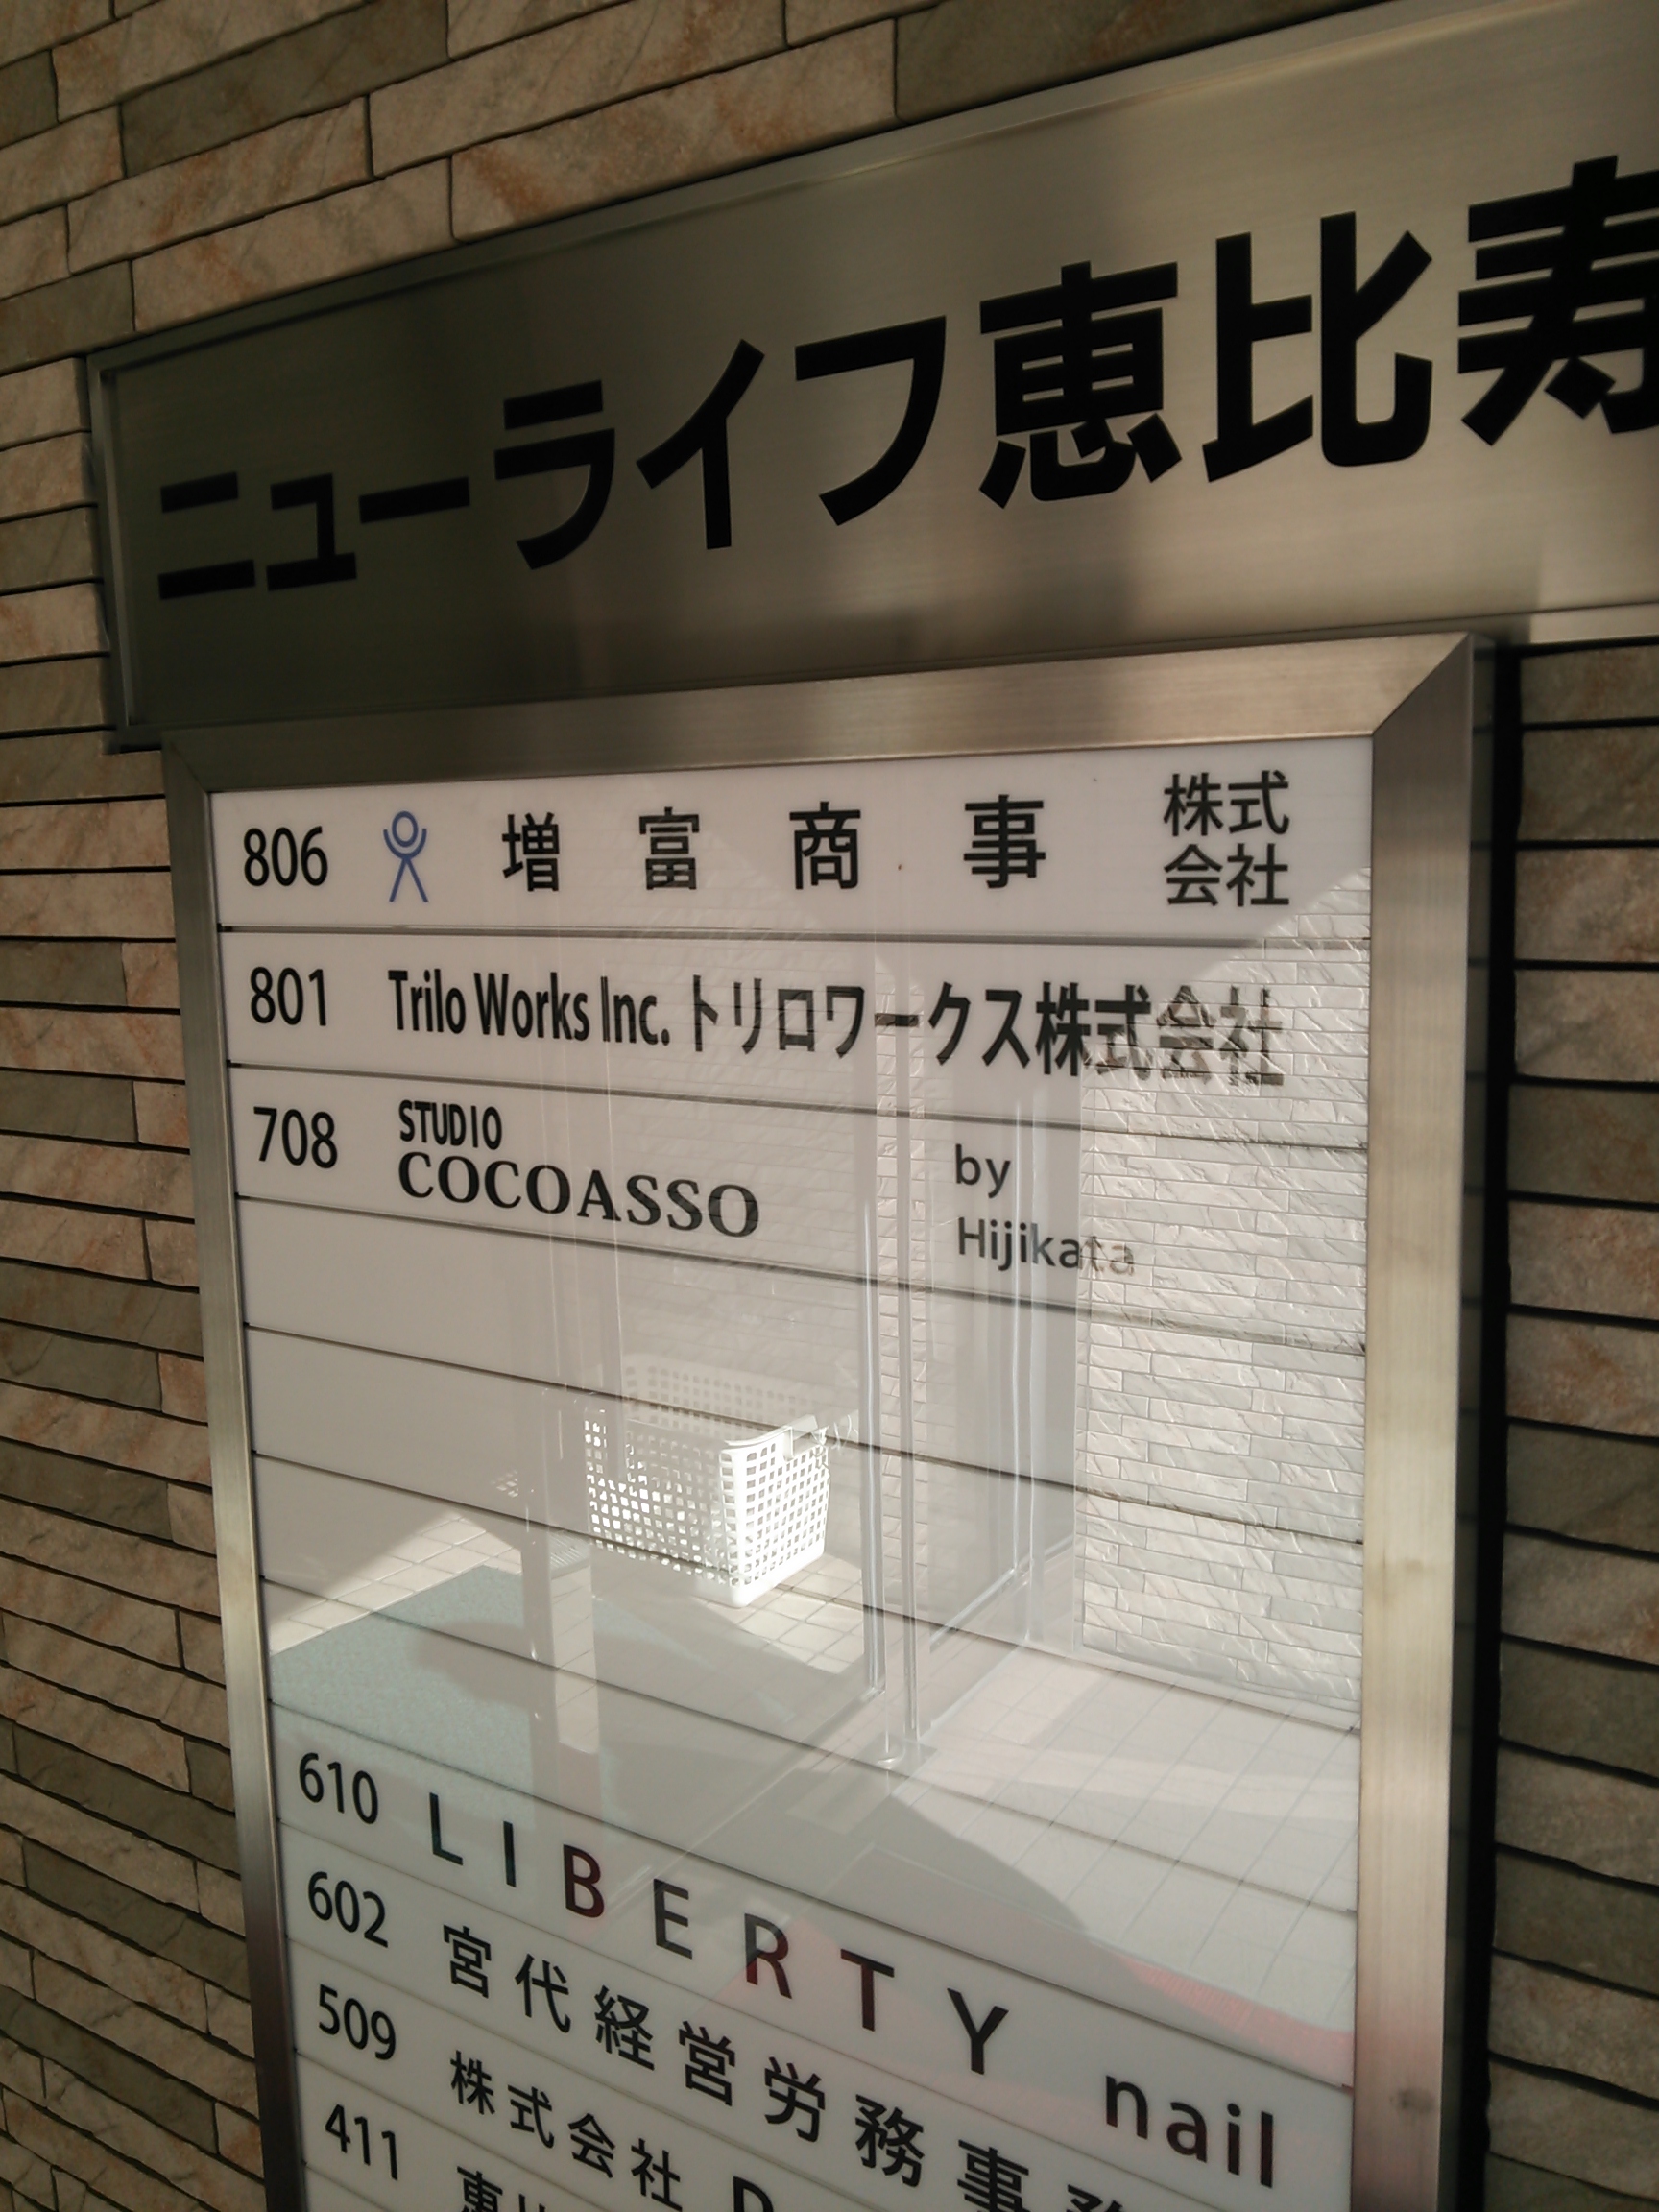 ニューライフ恵比寿
806 増富商事 株式会社
801 Trilo Works Inc. トリロワークス株式会社
708 STUDIO COCOASSO by Hijikata
610 LIBERTY nail
602 宮代経営労務事
509 株式会社
411